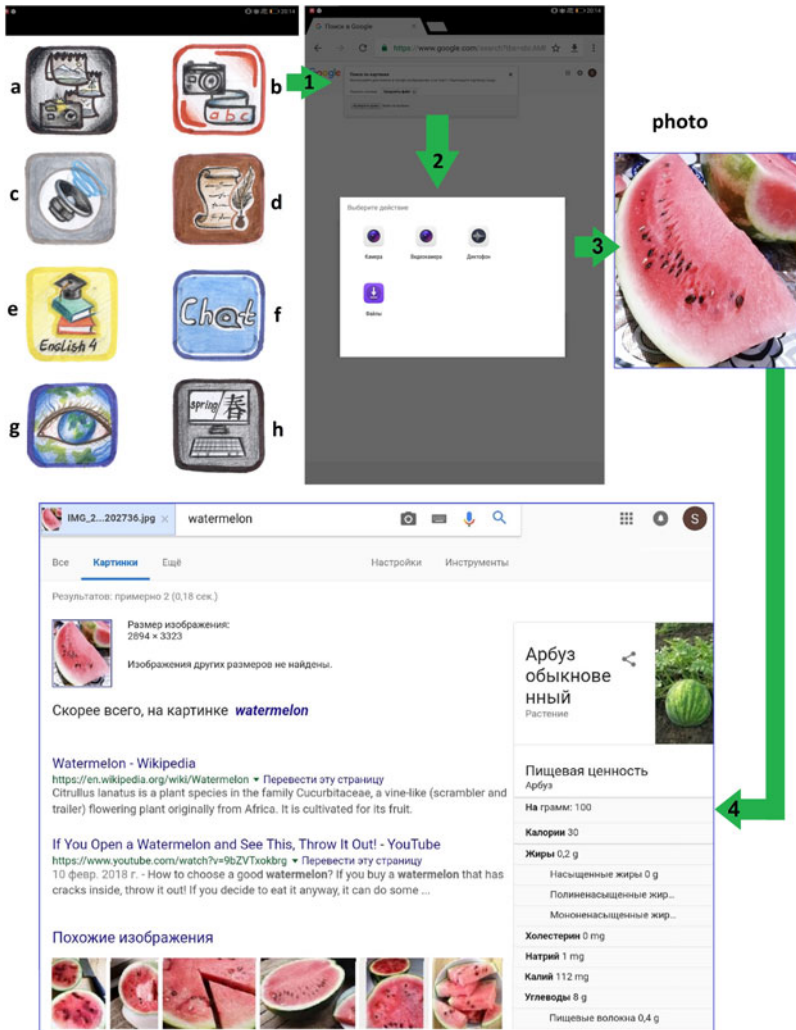 20:14
a
b
abc
c
d
e
English 4
f
Chat
g
h
spring/春
1
20:14
Поиск в Google
Google
2
Выберите действие
Камера
Видеокамера
Диктофон
Файлы
3
photo
IMG_2...202736.jpg ×
watermelon
S
Все
Картинки
Ещё
Настройки
Инструменты
Результатов: примерно 2 (0,18 сек.)
Размер изображения:
2894 × 3323
Изображения других размеров не найдены.
Скорее всего, на картинке watermelon
Watermelon - Wikipedia
https://en.wikipedia.org/wiki/Watermelon ▾ Перевести эту страницу
Citrullus lanatus is a plant species in the family Cucurbitaceae, a vine-like (scrambler and
trailer) flowering plant originally from Africa. It is cultivated for its fruit.
If You Open a Watermelon and See This, Throw It Out! - YouTube
https://www.youtube.com/watch?v=9bZVTxokbrg ▾ Перевести эту страницу
10 февр. 2018 г. - How to choose a good watermelon? If you buy a watermelon that has
cracks inside, throw it out! If you decide to eat it anyway, it can do some ...
Похожие изображения
Арбуз
обыкнове
нный
Растение
Пищевая ценность
Арбуз
На грамм: 100
4
Калории 30
Жиры 0,2 g
Насыщенные жиры 0 g
Полиненасыщенные жир...
Мононенасыщенные жир...
Холестерин 0 mg
Натрий 1 mg
Калий 112 mg
Углеводы 8 g
Пищевые волокна 0,4 g